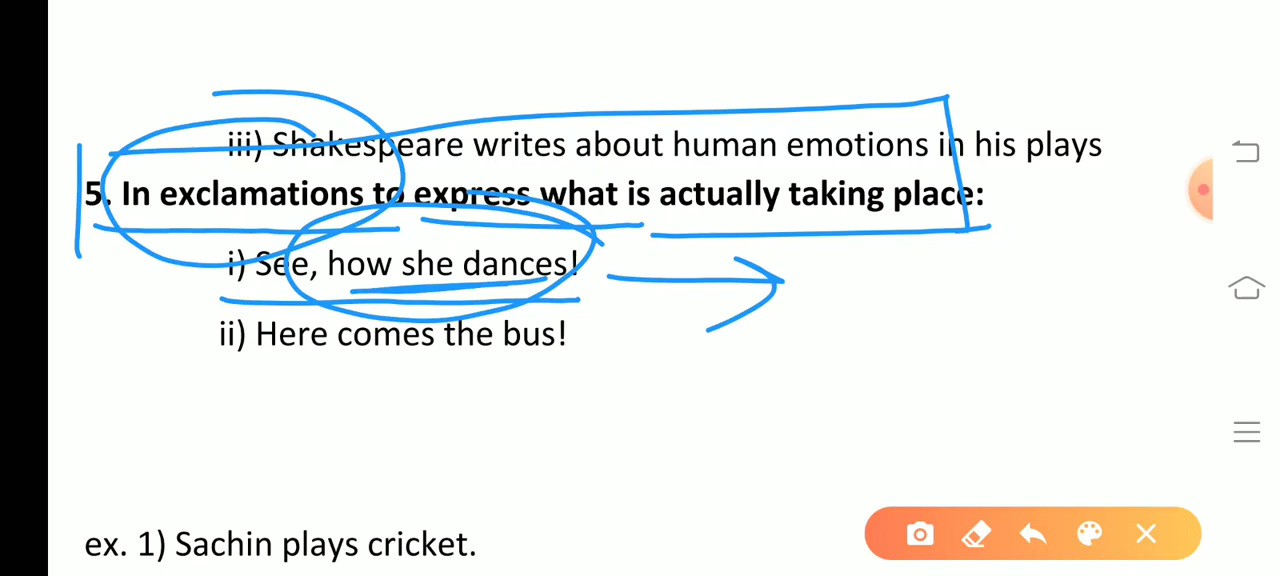 iii) Shakespeare writes about human emotions in his plays
5. In exclamations to express what is actually taking place:
i) See, how she dances!
ii) Here comes the bus!
ex. 1) Sachin plays cricket.